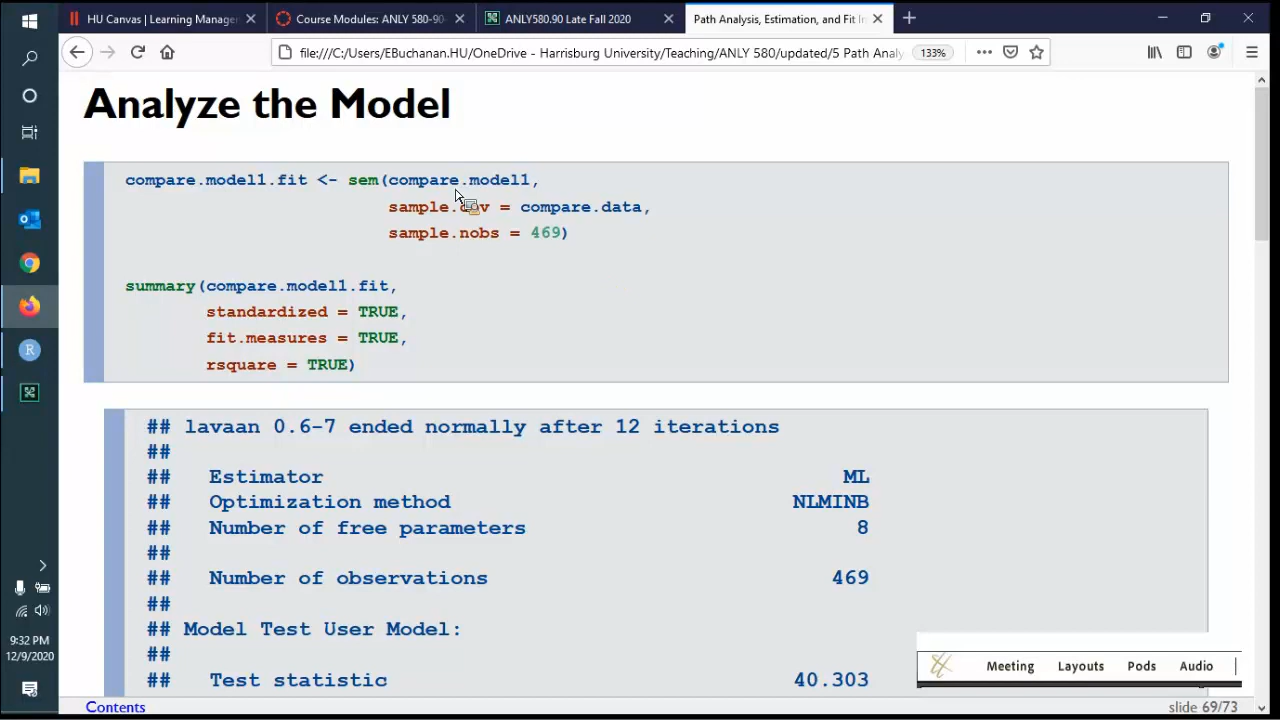 HU Canvas | Learning Manage
Course Modules: ANLY 580-90-
ANLY580.90 Late Fall 2020
Path Analysis, Estimation, and Fit In
file:///C:/Users/EBuchanan.HU/OneDrive - Harrisburg University/Teaching/ANLY 580/updated/5 Path Analy
133%
Analyze the Model
compare.model1.fit <- sem(compare.model1,
sample.cov = compare.data,
sample.nobs = 469)
summary(compare.model1.fit,
standardized = TRUE,
fit.measures = TRUE,
rsquare = TRUE)
## lavaan 0.6-7 ended normally after 12 iterations
##
## Estimator ML
## Optimization method NLMINB
## Number of free parameters 8
##
## Number of observations 469
##
## Model Test User Model:
##
## Test statistic 40.303
Meeting Layouts Pods Audio
Contents
slide 69/73
R
9:32 PM
12/9/2020